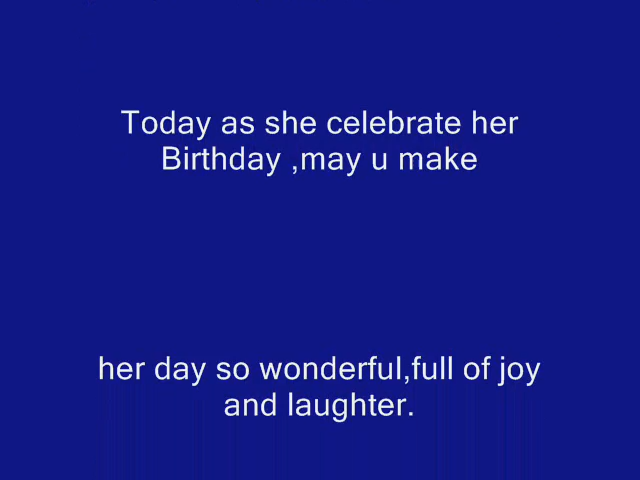 Today as she celebrate her
Birthday ,may u make
her day so wonderful,full of joy
and laughter.